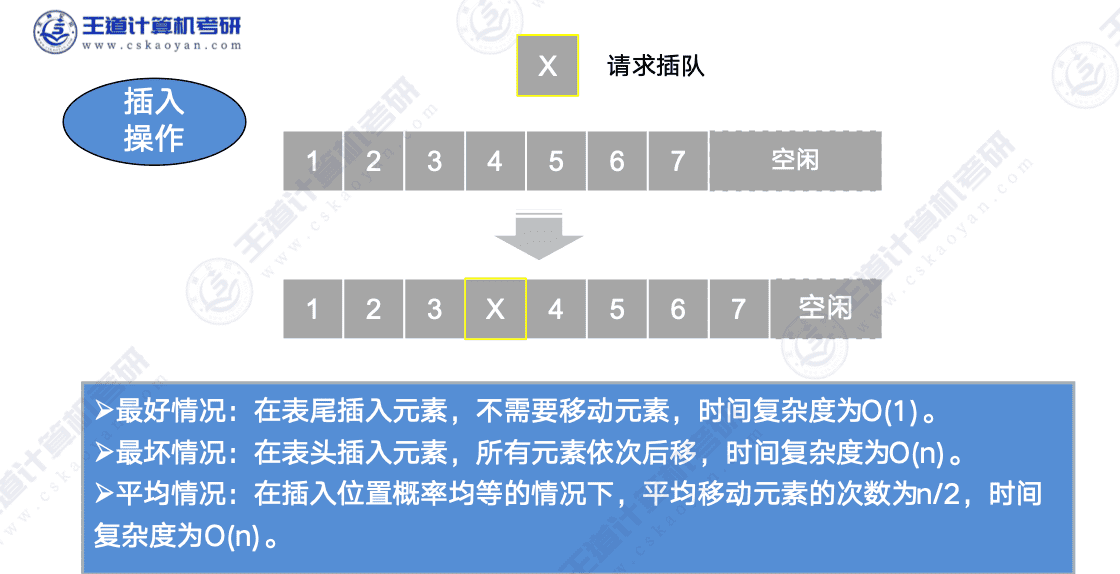 王道计算机考研
www.cskaoyan.com
X 请求插队
插入
操作
1 2 3 4 5 6 7 空闲
1 2 3 X 4 5 6 7 空闲
➢最好情况：在表尾插入元素，不需要移动元素，时间复杂度为O(1)。
➢最坏情况：在表头插入元素，所有元素依次后移，时间复杂度为O(n)。
➢平均情况：在插入位置概率均等的情况下，平均移动元素的次数为n/2，时间
复杂度为O(n)。